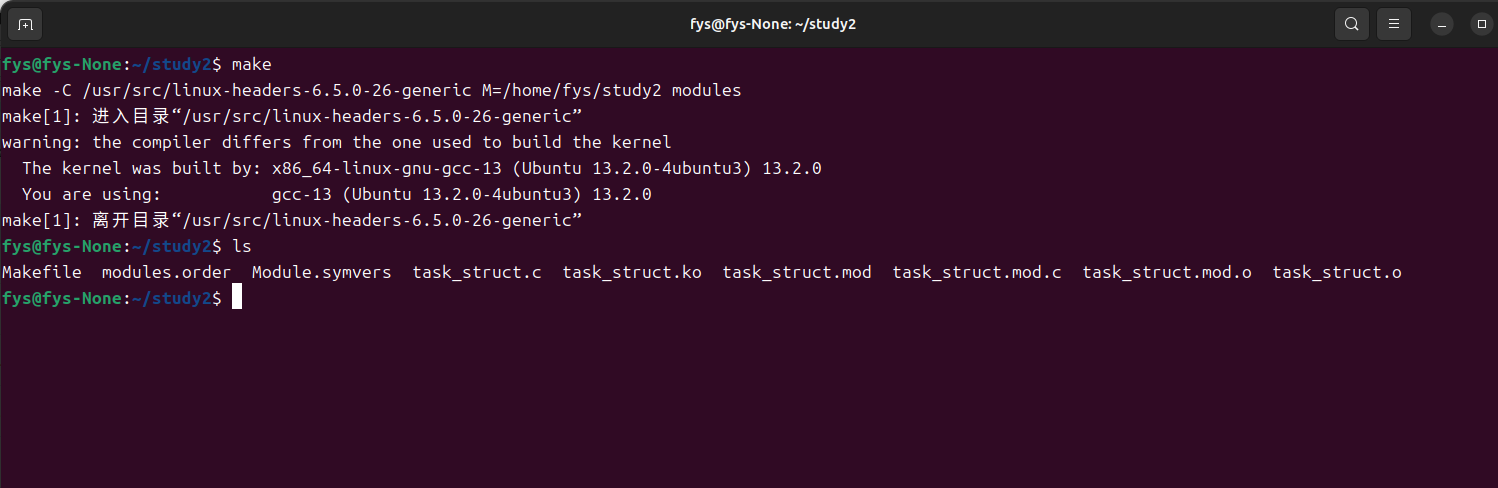 fys@fys-None: ~/study2
fys@fys-None:~/study2$ make
make -C /usr/src/linux-headers-6.5.0-26-generic M=/home/fys/study2 modules
make[1]: 进入目录“/usr/src/linux-headers-6.5.0-26-generic”
warning: the compiler differs from the one used to build the kernel
  The kernel was built by: x86_64-linux-gnu-gcc-13 (Ubuntu 13.2.0-4ubuntu3) 13.2.0
  You are using:           gcc-13 (Ubuntu 13.2.0-4ubuntu3) 13.2.0
make[1]: 离开目录“/usr/src/linux-headers-6.5.0-26-generic”
fys@fys-None:~/study2$ ls
Makefile  modules.order  Module.symvers  task_struct.c  task_struct.ko  task_struct.mod  task_struct.mod.c  task_struct.mod.o  task_struct.o
fys@fys-None:~/study2$